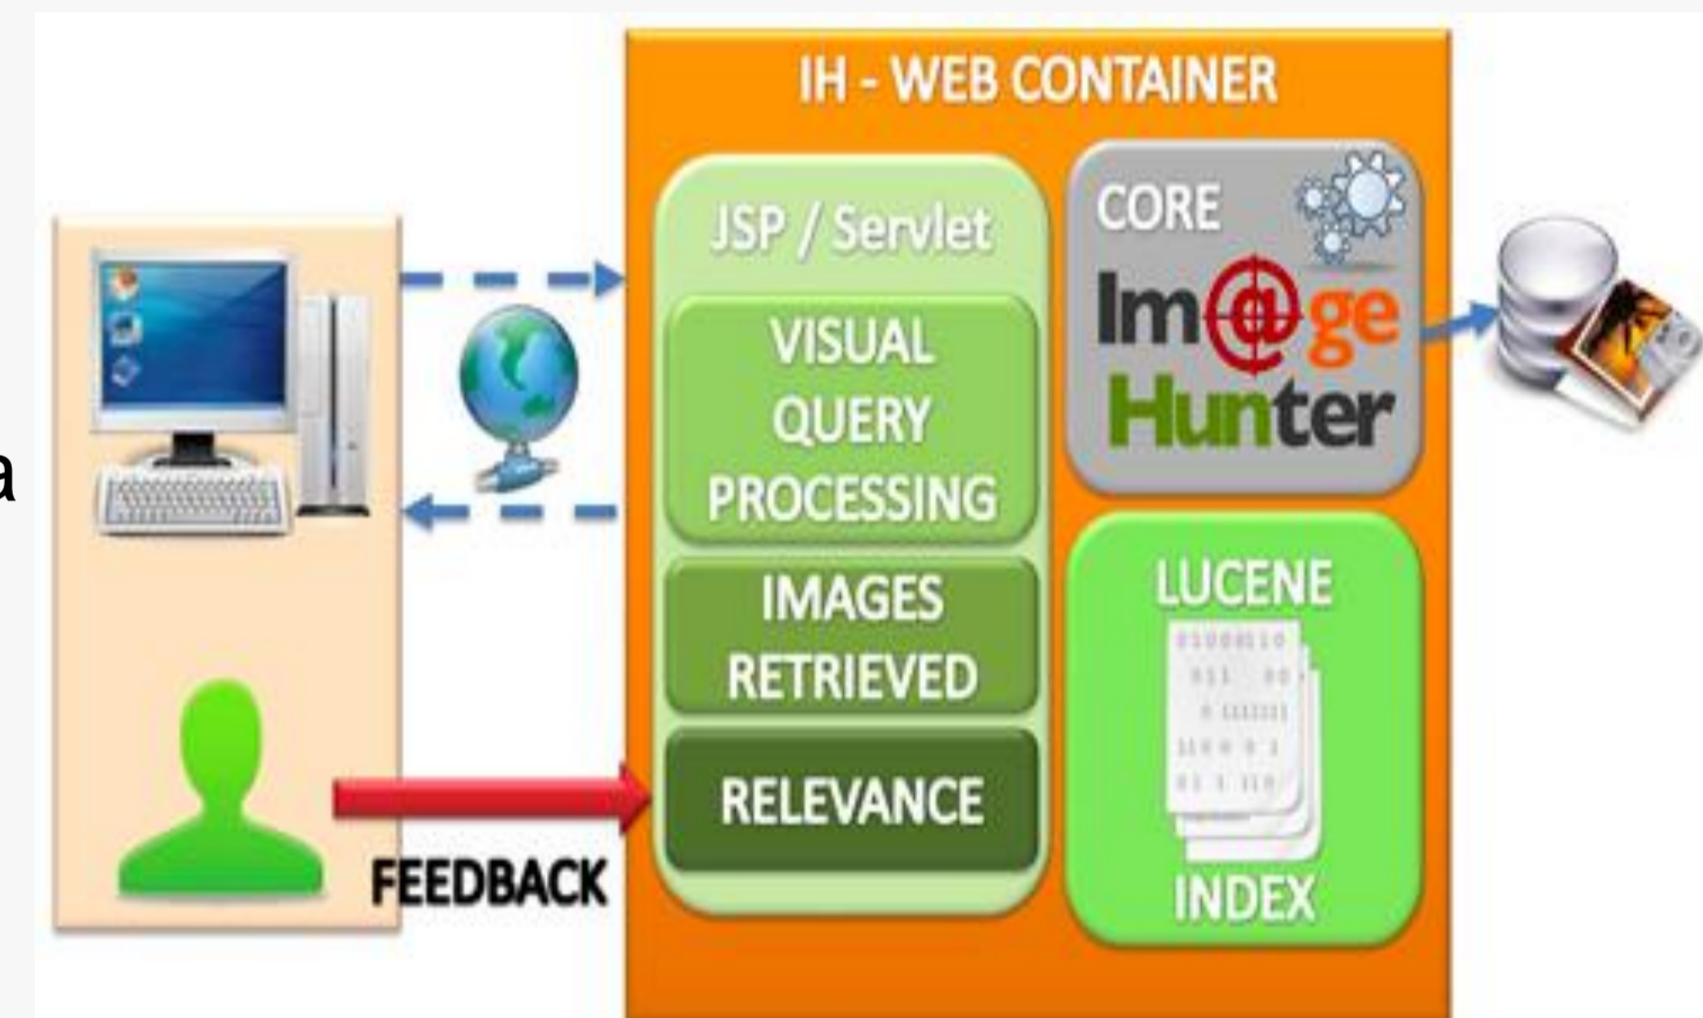 IH - WEB CONTAINER
JSP / Servlet
VISUAL
QUERY
PROCESSING
IMAGES
RETRIEVED
RELEVANCE
CORE
Im@ge
Hunter
LUCENE
INDEX
FEEDBACK
a